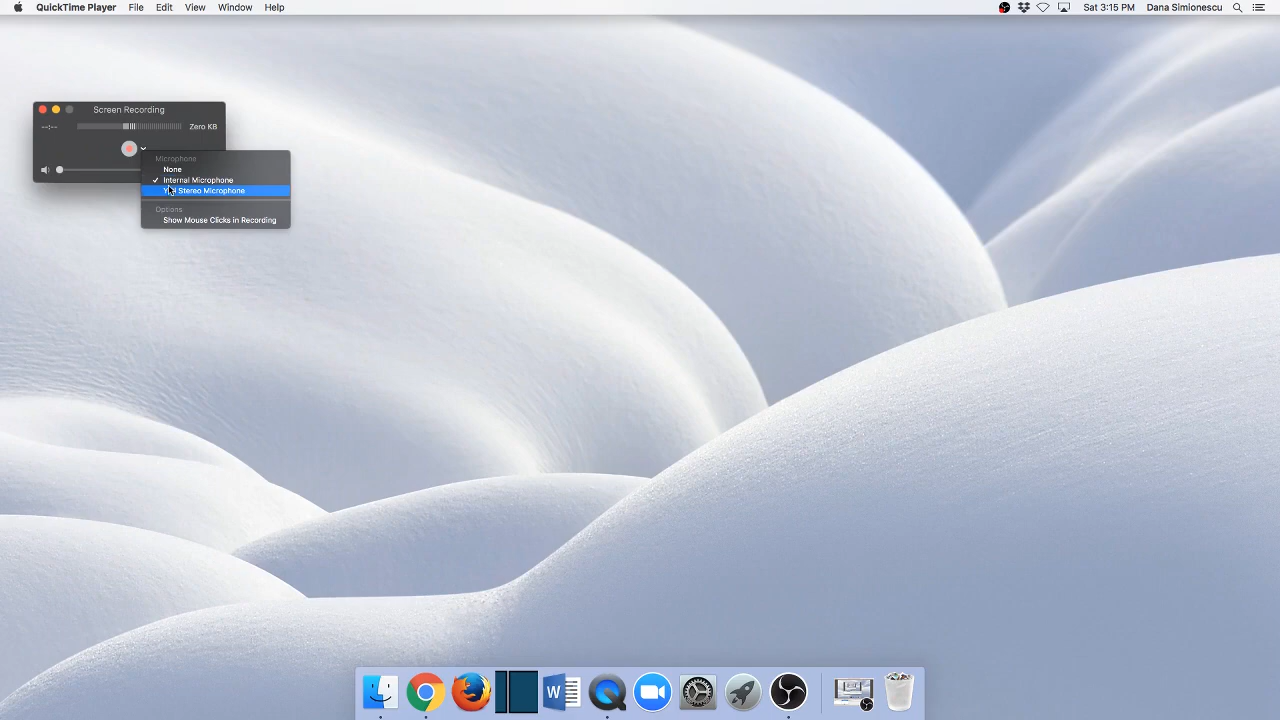 QuickTime Player File Edit View Window Help Sat 3:15 PM Dana Simionescu
Screen Recording
--:-- Zero KB
Microphone
None
✓ Internal Microphone
Stereo Microphone
Options
Show Mouse Clicks in Recording
W